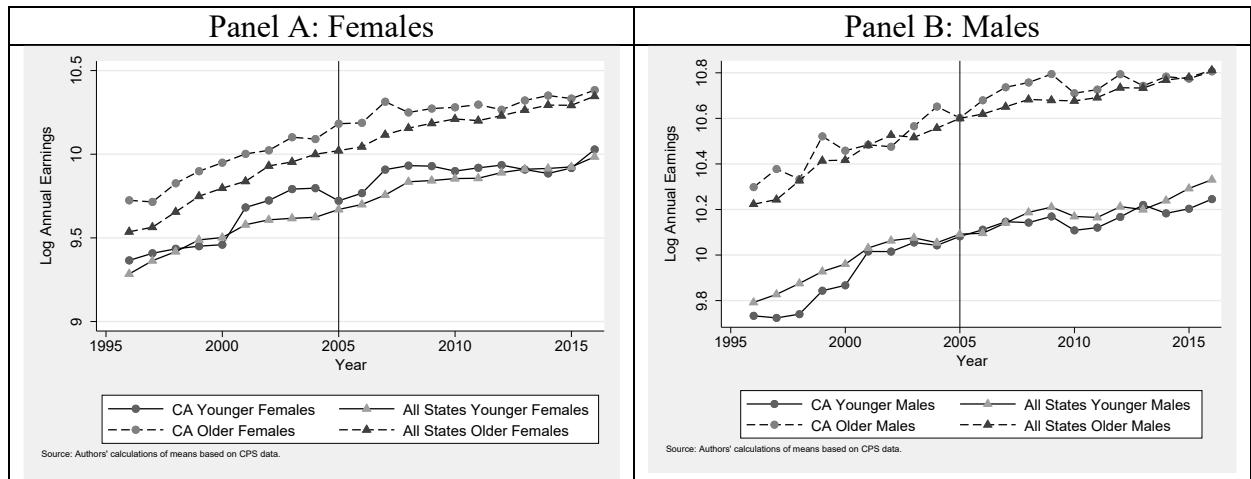 Panel A: Females
Panel B: Males
10.5
10
9.5
9
Log Annual Earnings
1995 2000 2005 2010 2015
Year
CA Younger Females All States Younger Females
CA Older Females All States Older Females
Source: Authors' calculations of means based on CPS data.
10.8
10.6
10.4
10.2
10
9.8
Log Annual Earnings
1995 2000 2005 2010 2015
Year
CA Younger Males All States Younger Males
CA Older Males All States Older Males
Source: Authors' calculations of means based on CPS data.